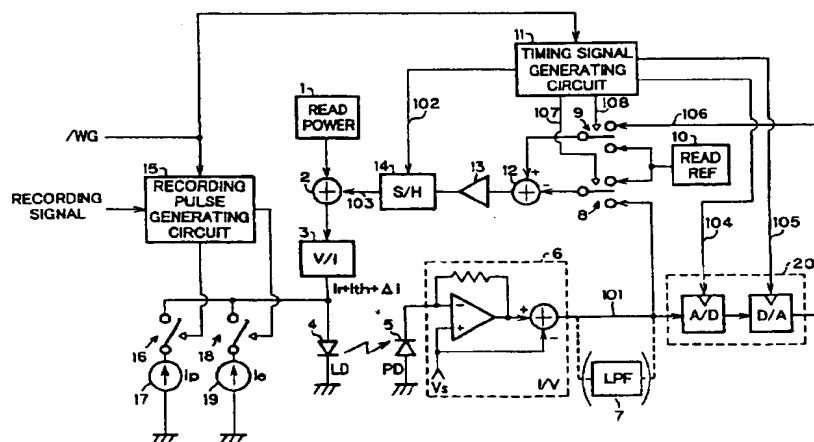 11
TIMING SIGNAL
GENERATING
CIRCUIT
1
READ
POWER
102
107
108
106
9
10
READ
REF
/WG
15
RECORDING
PULSE
GENERATING
CIRCUIT
RECORDING
SIGNAL
14
S/H
13
12
+
-
2
103
8
3
V/I
Ir+Ith+Δi
104
105
6
20
16
18
4
LD
5
PD
-
+
+
-
101
A/D
D/A
17
Ip
19
Ie
Vs
I/V
LPF
7